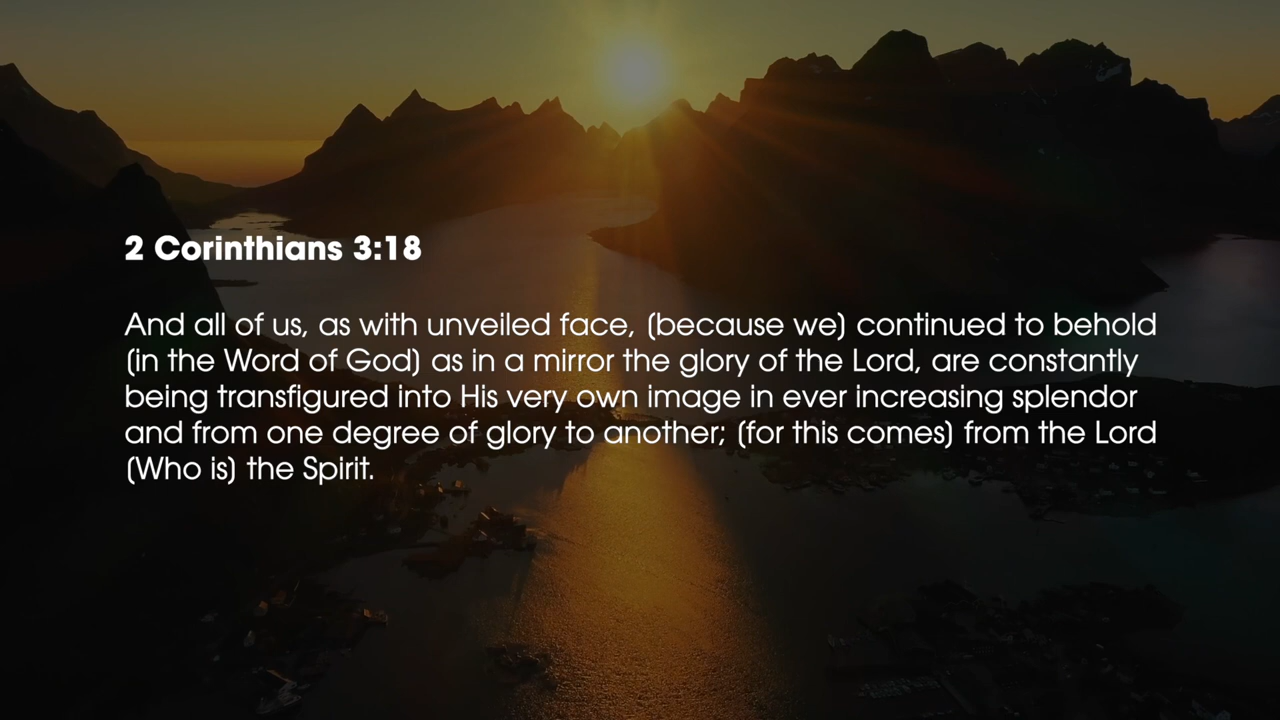 2 Corinthians 3:18
And all of us, as with unveiled face, (because we) continued to behold
(in the Word of God) as in a mirror the glory of the Lord, are constantly
being transfigured into His very own image in ever increasing splendor
and from one degree of glory to another; (for this comes) from the Lord
(Who is) the Spirit.